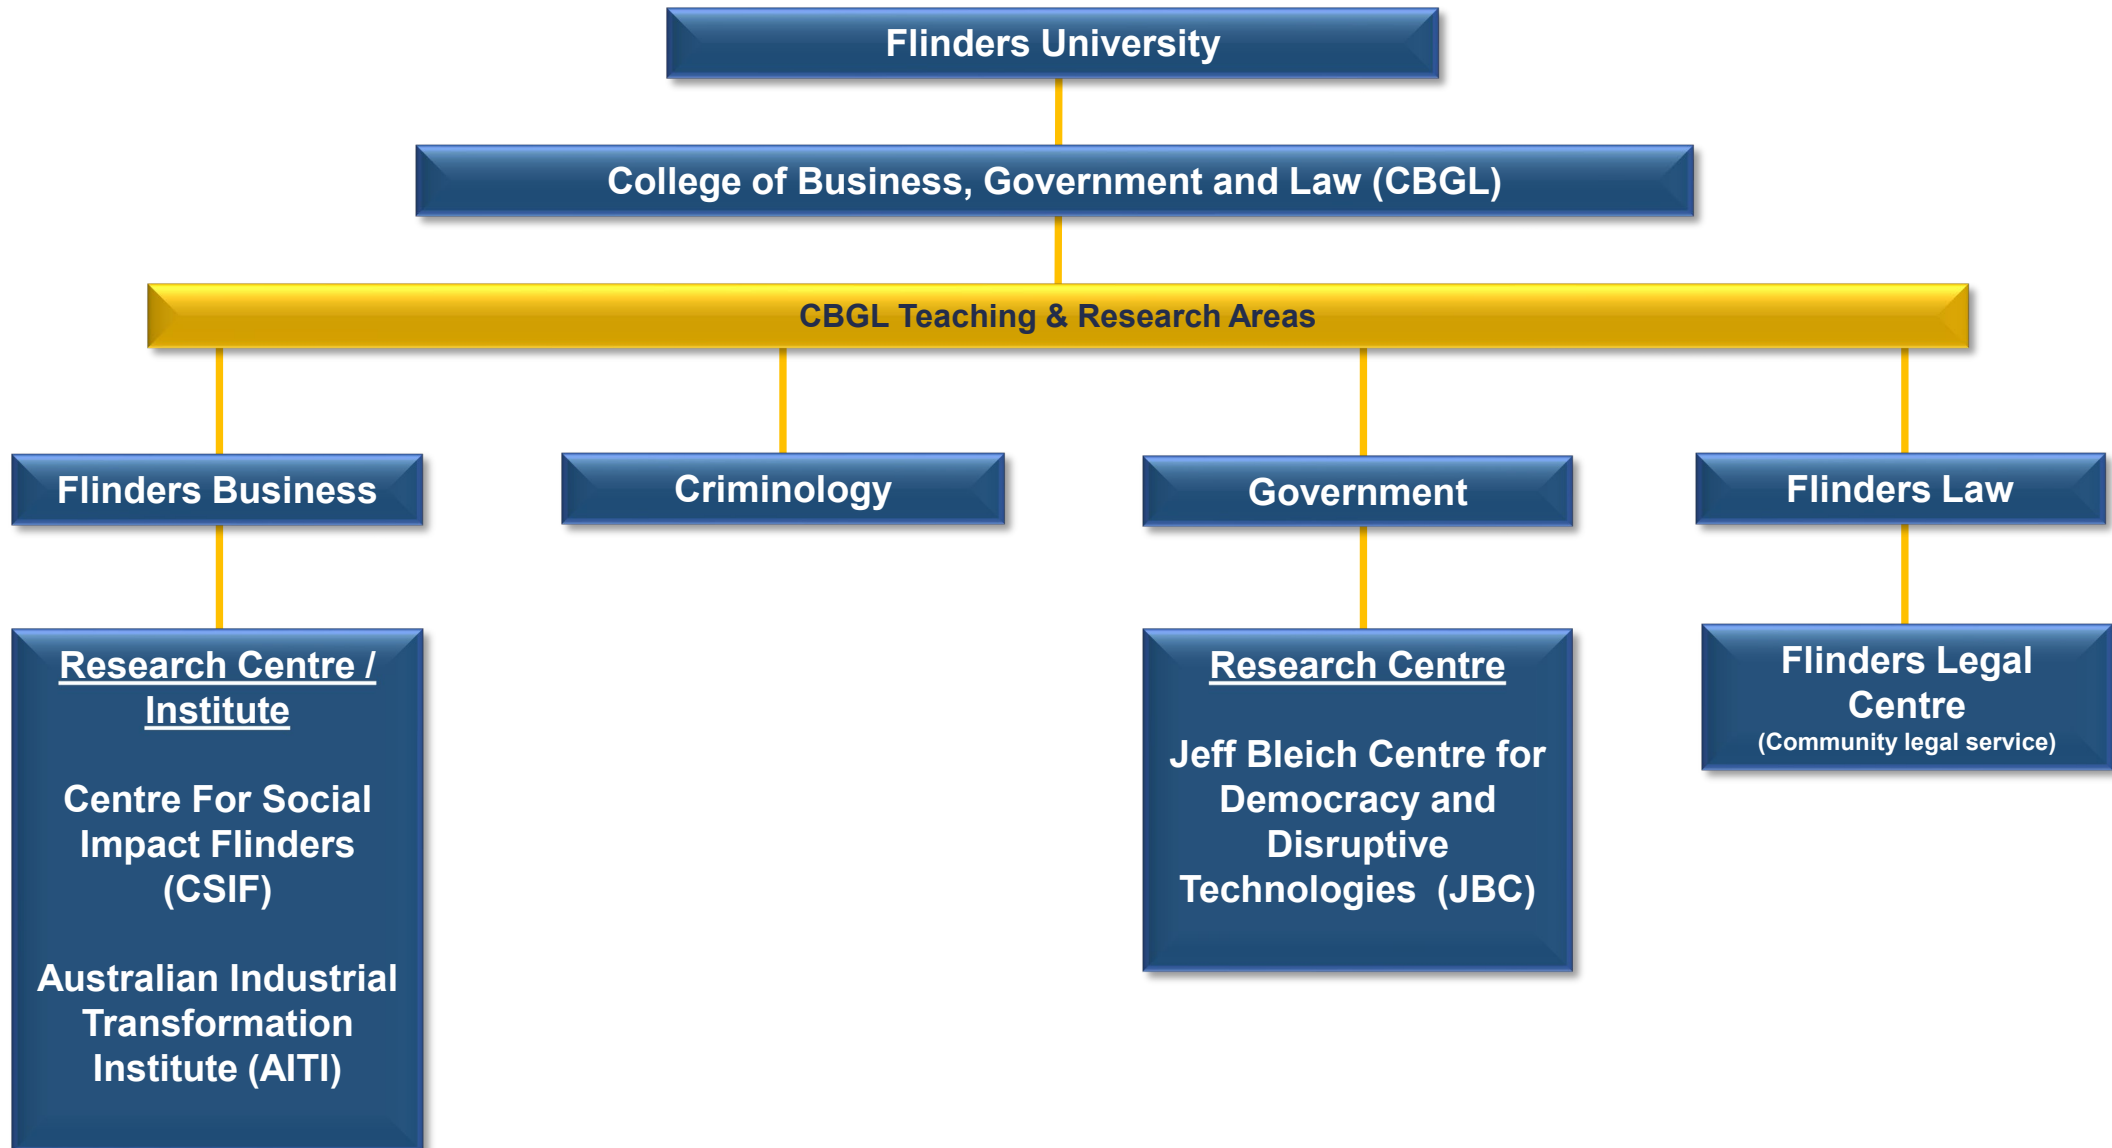 Flinders University
College of Business, Government and Law (CBGL)
CBGL Teaching & Research Areas
Flinders Business
Criminology
Government
Flinders Law
Research Centre /
Institute
Centre For Social
Impact Flinders
(CSIF)
Australian Industrial
Transformation
Institute (AITI)
Research Centre
Jeff Bleich Centre for
Democracy and
Disruptive
Technologies (JBC)
Flinders Legal
Centre
(Community legal service)